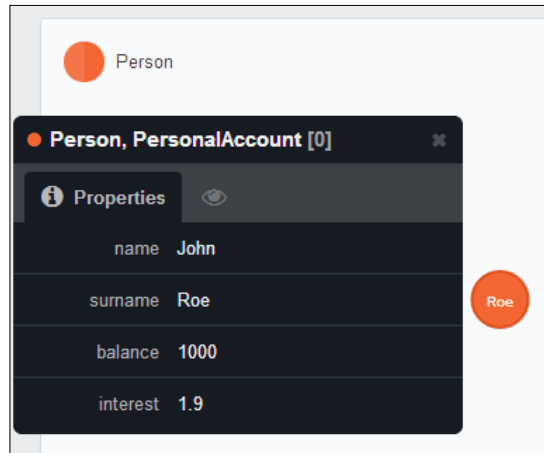 Person
Person, PersonalAccount [0]
Properties
name John
surname Roe
Roe
balance 1000
interest 1.9